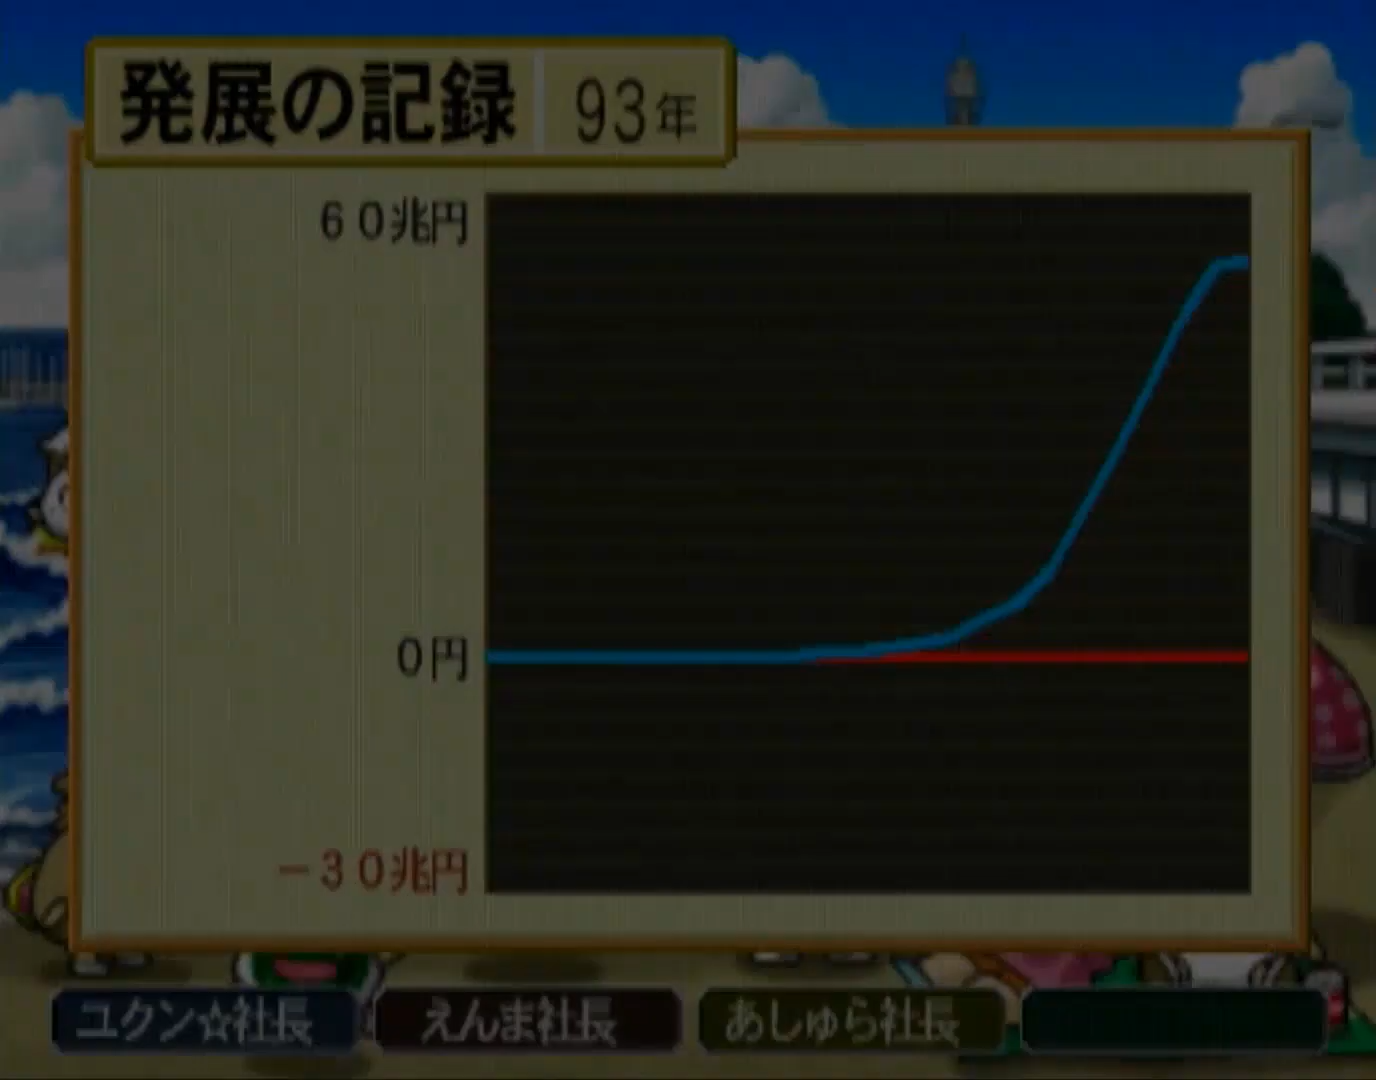 発展の記録 93年
60兆円
0円
－30兆円
ユクン☆社長 えんま社長 あしゅら社長